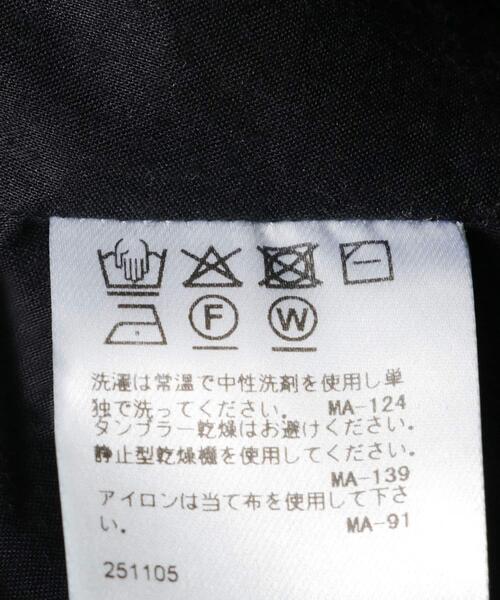 F W
洗濯は常温で中性洗剤を使用し単
独で洗ってください。 MA-124
タンブラー乾燥はお避けください。
静止型乾燥機を使用してください。
MA-139
アイロンは当て布を使用して下さ
い。 MA-91
251105